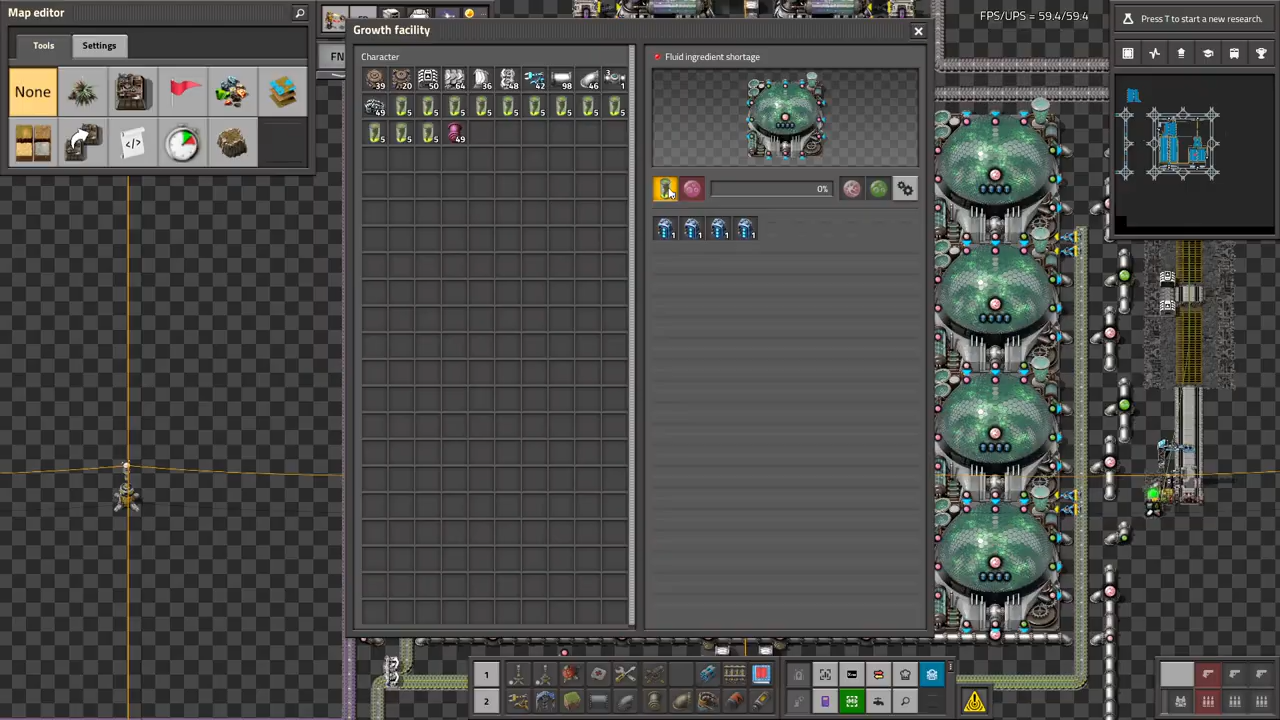 Map editor
Tools Settings
None
</>
FN
Growth facility
Character
39 20 50 64 36 48 42 98 46 1
49 5 5 5 5 5 5 5 5 5
5 5 5 49
Fluid ingredient shortage
0%
1 1 1 1
FPS/UPS = 59.4/59.4
Press T to start a new research.
1
2